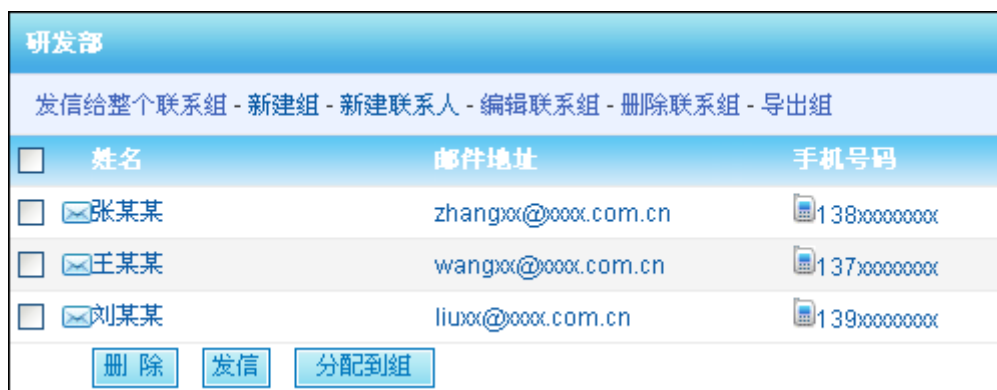 研发部
发信给整个联系组 - 新建组 - 新建联系人 - 编辑联系组 - 删除联系组 - 导出组
姓名 邮件地址 手机号码
张某某 zhangxx@xxxx.com.cn 138xxxxxxxx
王某某 wangxx@xxxx.com.cn 137xxxxxxxx
刘某某 liuxx@xxxx.com.cn 139xxxxxxxx
删 除 发信 分配到组